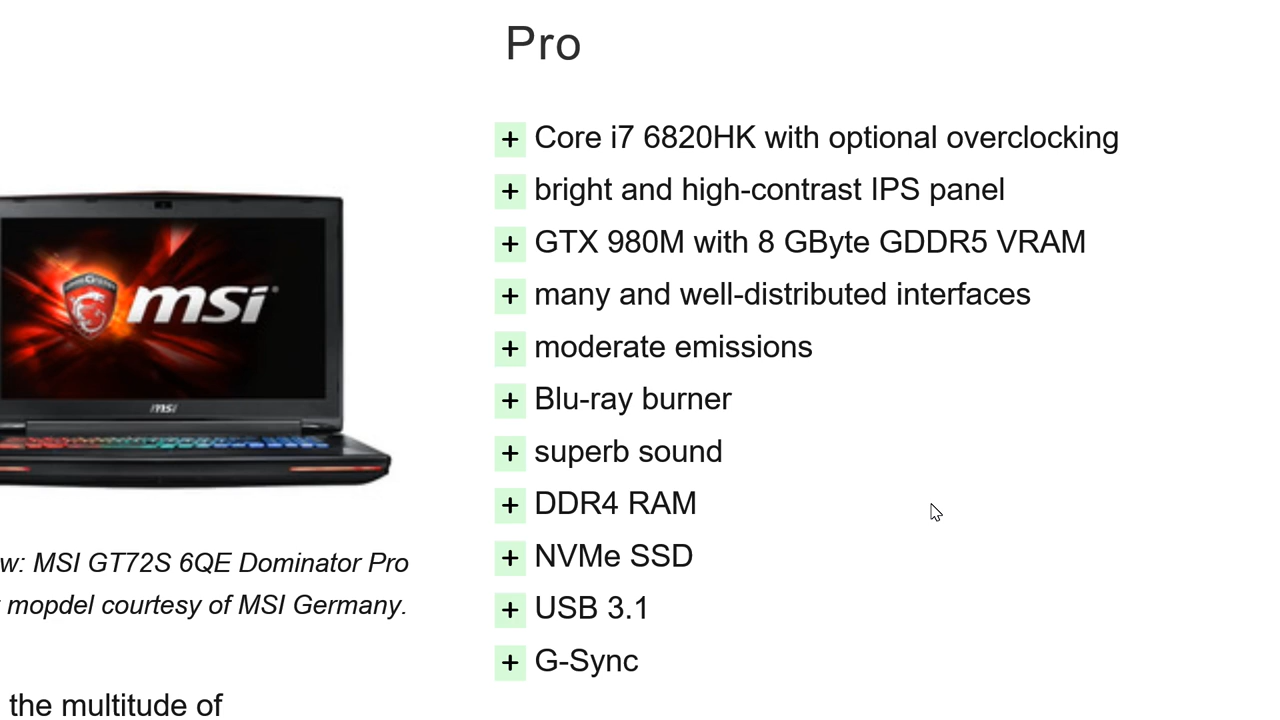 Pro
+ Core i7 6820HK with optional overclocking
+ bright and high-contrast IPS panel
+ GTX 980M with 8 GByte GDDR5 VRAM
+ many and well-distributed interfaces
+ moderate emissions
+ Blu-ray burner
+ superb sound
+ DDR4 RAM
+ NVMe SSD
+ USB 3.1
+ G-Sync
msi
msi
w: MSI GT72S 6QE Dominator Pro
mopdel courtesy of MSI Germany.
the multitude of